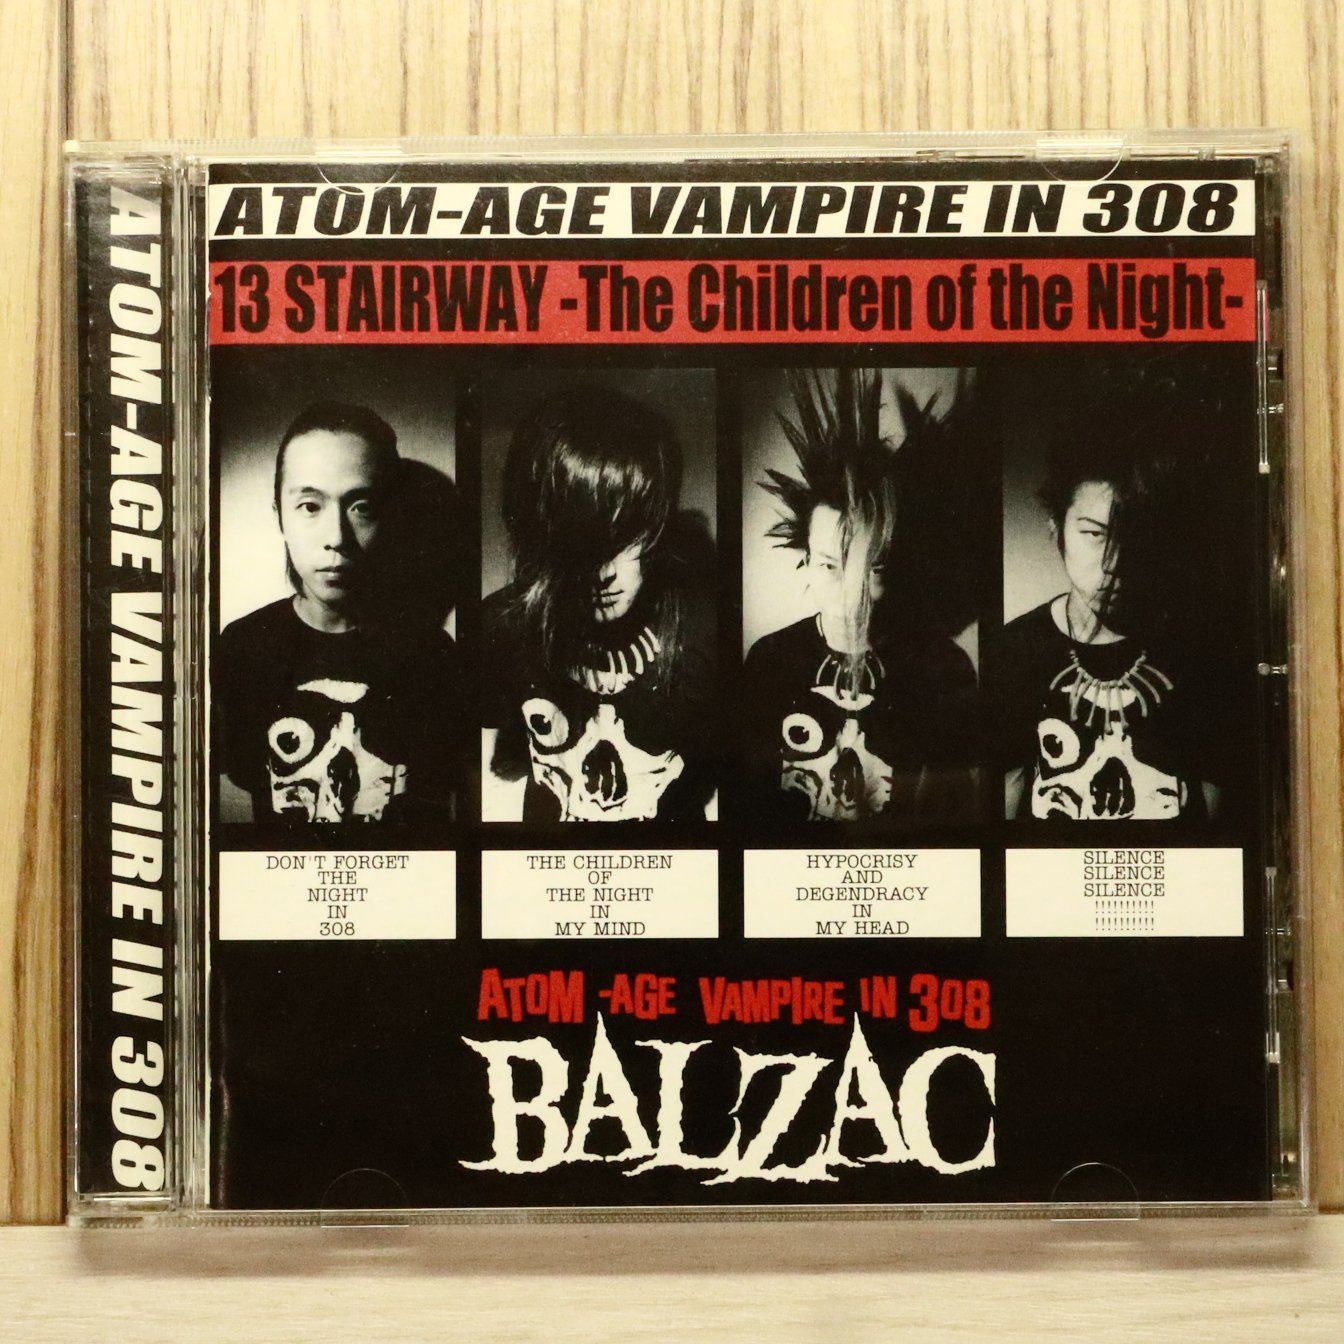 ATOM-AGE VAMPIRE IN 308
ATOM-AGE VAMPIRE IN 308
13 STAIRWAY -The Children of the Night-
DON'T FORGET
THE
NIGHT
IN
308
THE CHILDREN
OF
THE NIGHT
IN
MY MIND
HYPOCRISY
AND
DEGENDRACY
IN
MY HEAD
SILENCE
SILENCE
SILENCE
!!!!!!!!!!
!!!!!!!!!!
ATOM-AGE VAMPIRE IN 308
BALZAC